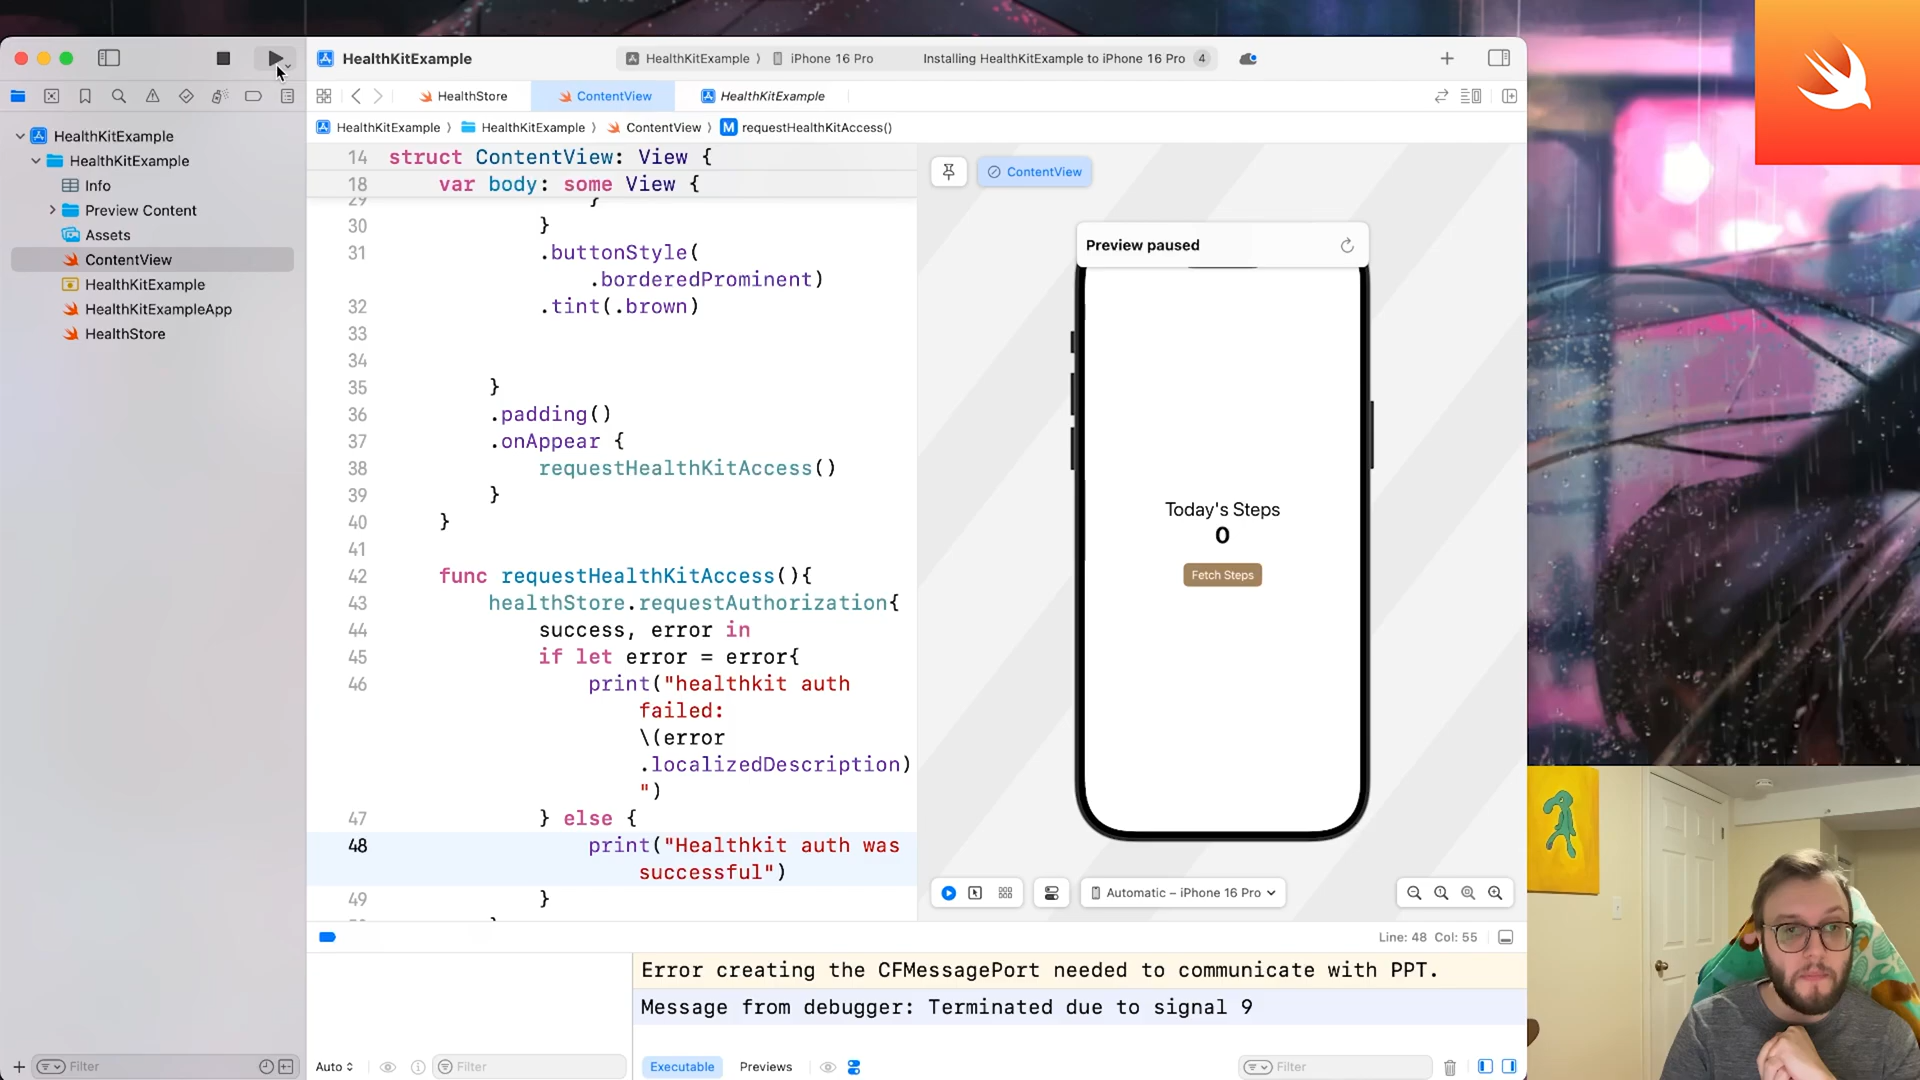 HealthKitExample
HealthKitExample 〉 iPhone 16 Pro
Installing HealthKitExample to iPhone 16 Pro 4
HealthStore
ContentView
HealthKitExample
HealthKitExample 〉 HealthKitExample 〉 ContentView 〉 M requestHealthKitAccess()
HealthKitExample
HealthKitExample
Info
Preview Content
Assets
ContentView
HealthKitExample
HealthKitExampleApp
HealthStore
14 struct ContentView: View {
18 var body: some View {
29 }
30 }
31 .buttonStyle(
.borderedProminent)
32 .tint(.brown)
33
34
35 }
36 .padding()
37 .onAppear {
38 requestHealthKitAccess()
39 }
40 }
41
42 func requestHealthKitAccess(){
43 healthStore.requestAuthorization{
44 success, error in
45 if let error = error{
46 print("healthkit auth
failed:
\(error
.localizedDescription)
")
47 } else {
48 print("Healthkit auth was
successful")
49 }
ContentView
Preview paused
Today's Steps
0
Fetch Steps
Automatic – iPhone 16 Pro
Line: 48 Col: 55
Error creating the CFMessagePort needed to communicate with PPT.
Message from debugger: Terminated due to signal 9
Filter
Auto
Filter
Executable
Previews
Filter